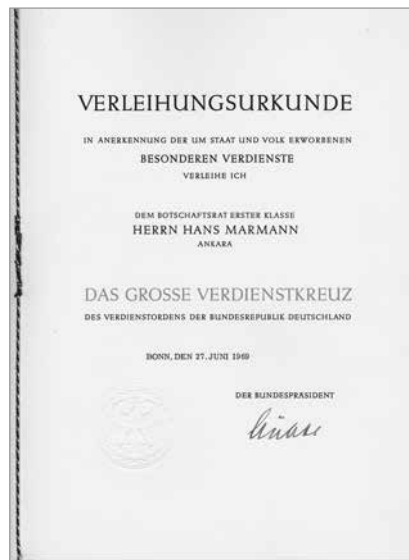 VERLEIHUNGSURKUNDE
IN ANERKENNUNG DER UM STAAT UND VOLK ERWORBENEN
BESONDEREN VERDIENSTE
VERLEIHE ICH
DEM BOTSCHAFTSRAT ERSTER KLASSE
HERRN HANS MARMANN
ANKARA
DAS GROSSE VERDIENSTKREUZ
DES VERDIENSTORDENS DER BUNDESREPUBLIK DEUTSCHLAND
BONN, DEN 27. JUNI 1969
DER BUNDESPRÄSIDENT